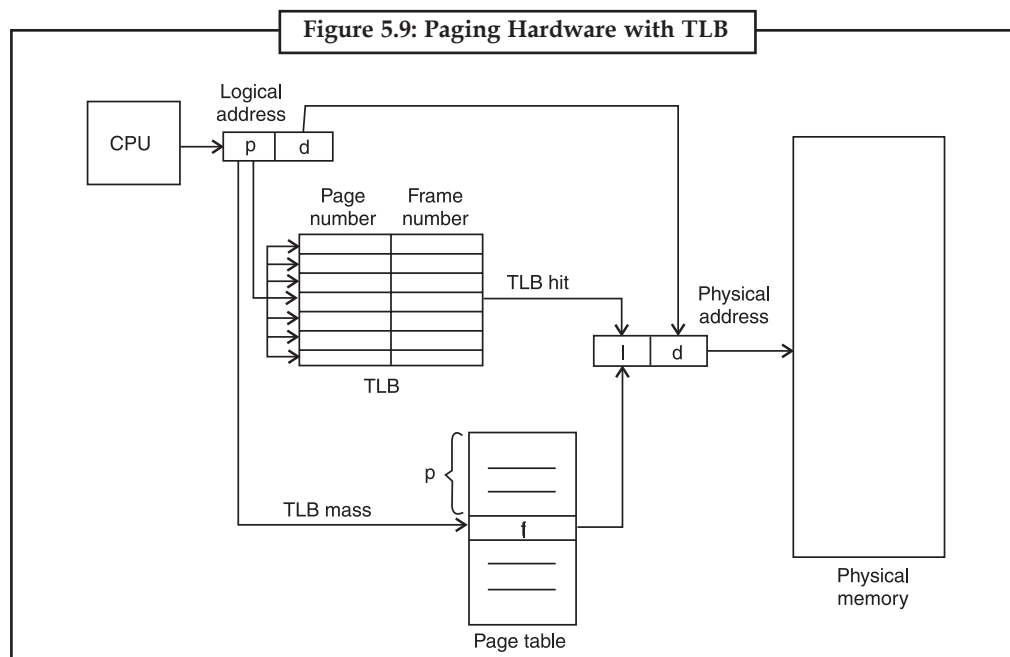 Figure 5.9: Paging Hardware with TLB
Logical
address
CPU
p
d
Page
number
Frame
number
TLB hit
Physical
address
l
d
TLB
p
TLB mass
f
Page table
Physical
memory